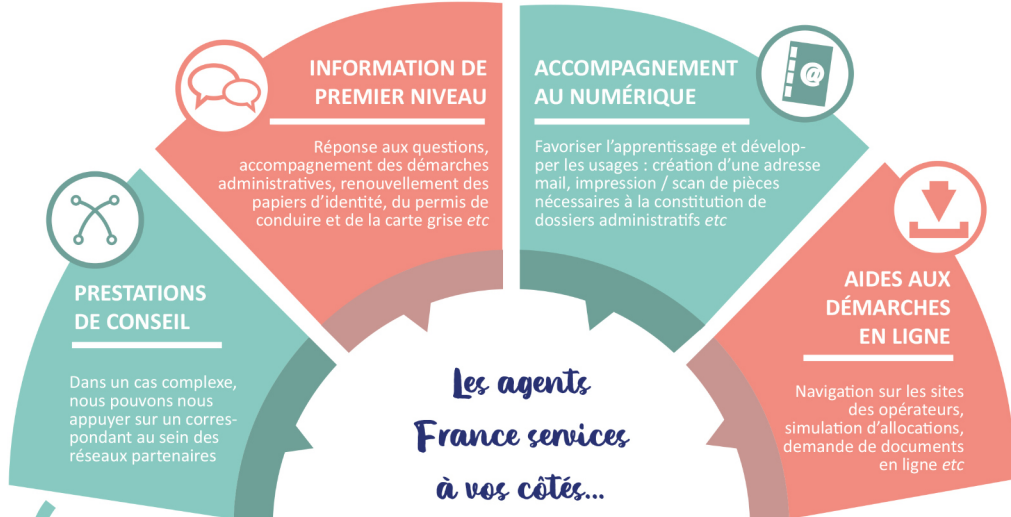 INFORMATION DE
PREMIER NIVEAU
Réponse aux questions,
accompagnement des démarches
administratives, renouvellement des
papiers d'identité, du permis de
conduire et de la carte grise etc
ACCOMPAGNEMENT
AU NUMÉRIQUE
Favoriser l'apprentissage et dévelop-
per les usages : création d'une adresse
mail, impression / scan de pièces
nécessaires à la constitution de
dossiers administratifs etc
@
PRESTATIONS
DE CONSEIL
Dans un cas complexe,
nous pouvons nous
appuyer sur un corres-
pondant au sein des
réseaux partenaires
AIDES AUX
DÉMARCHES
EN LIGNE
Navigation sur les sites
des opérateurs,
simulation d'allocations,
demande de documents
en ligne etc
Les agents
France services
à vos côtés...